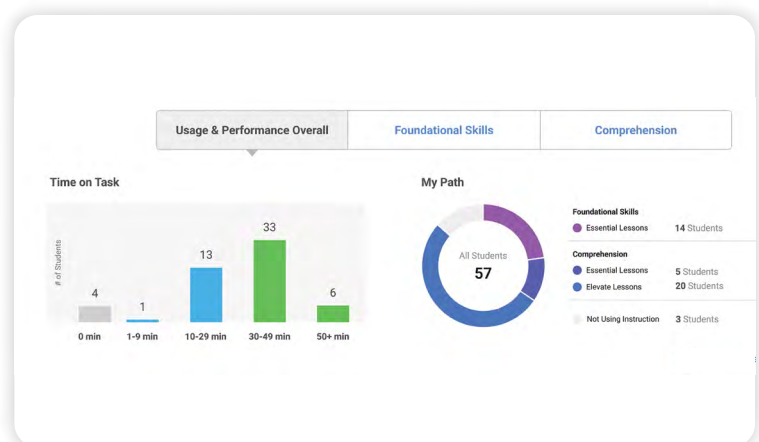 Usage & Performance Overall
Foundational Skills
Comprehension
Time on Task
# of Students
4
1
13
33
6
0 min
1-9 min
10-29 min
30-49 min
50+ min
My Path
All Students
57
Foundational Skills
Essential Lessons 14 Students
Comprehension
Essential Lessons 5 Students
Elevate Lessons 20 Students
Not Using Instruction 3 Students